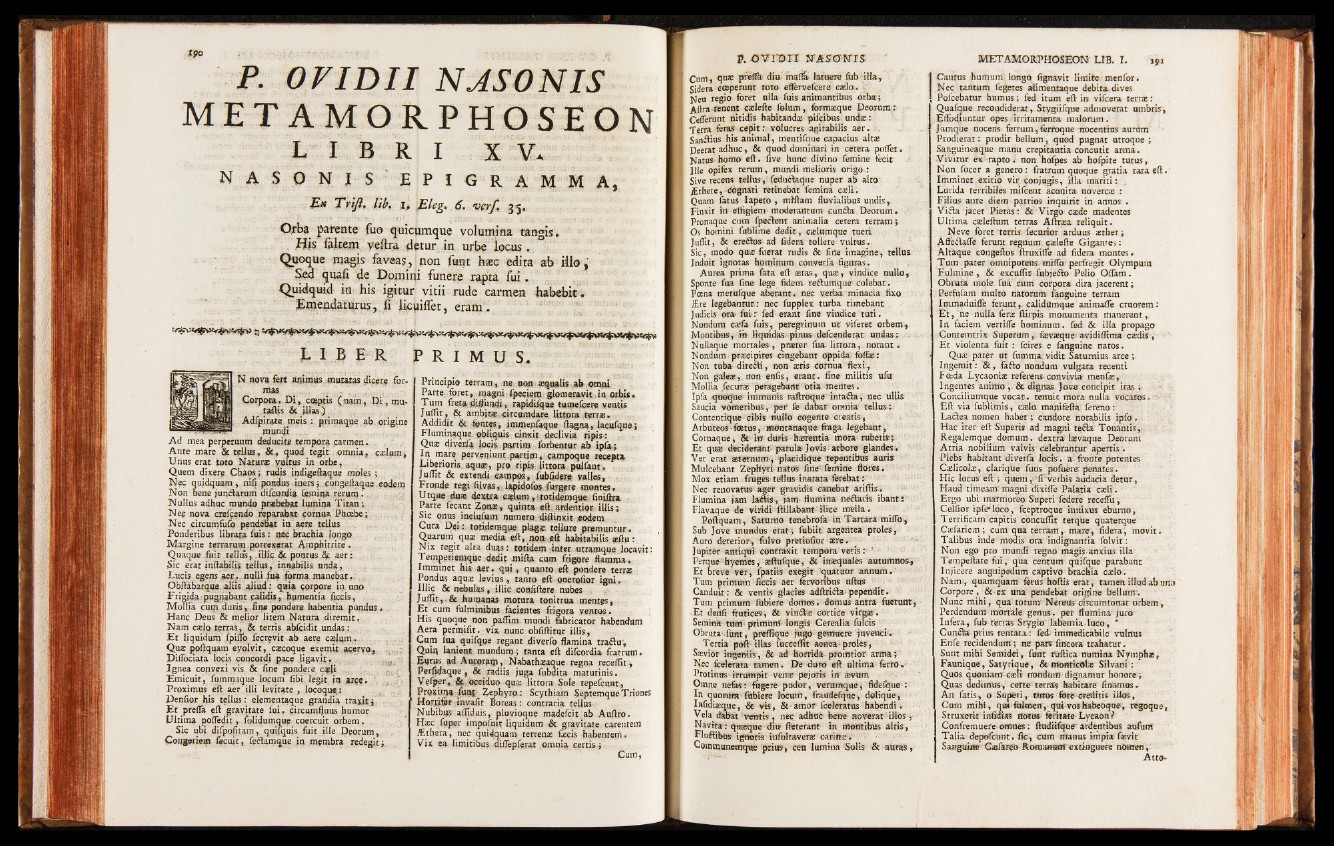 190
P. OVIDII NASONIS
METAMORPHOSEON
LIBRI XV.
NASONIS EPIGRAMMA,
Ex Trist. lib. 1. Eleg. 6. vers. 35.
Orba parente suo quicumque volumina tangis.
His saltem vestra detur in urbe locus.
Quoque magis faveas, non sunt hæc edita ab illo;
Sed quasi de Domini funere rapta sui.
Quidquid in his igitur vitii rude carmen habebit.
Emendaturus, si licuisset, eram.
LIBER PRIMUS.
IN nova fert animus mutatas dicere for-
mas
Corpora. Di, cœptis (nam, Di, mu-
tastis & illas)
Adspirate meis: primaque ab origine
mundi
Ad mea perpetuum deducite tempora carmen.
Ante mare & tellus, &, quod tegit omnia, cælum,
Unus erat toto Naturæ vultus in orbe,
Quem dixere Chaos; rudis indigestaque moles;
Nec quidquam, nisi pondus iners; congestaque eodem
Non bene junctarum discordia semina rerum.
Nullus adhuc mundo præbebat lumina Titan;
Nec nova crescendo reparabat cornua Phœbe;
Nec circumfuso pendebat in aere tellus
Ponderibus librata suis: nec brachia longo
Margine terrarum porrexerat Amphitrite.
Quaque fuit tellus, illic & pontus & aer:
Sic erat instabilis tellus, innabilis unda,
Lucis egens aer. nulli sua forma manebat.
Obstabatque aliis aliud: quia corpore in uno
Frigida pugnabant calidis, humentia siccis,
Mollia cum duris, sine pondere habentia pondus.
Hanc Deus & melior litem Natura diremit.
Nam cælo terras, & terris abscidit undas:
Et liquidum spisso secrevit ab aere cælum.
Quæ postquam evolvit, cæcoque exemit acervo,
Dissociata locis concordi pace ligavit.
Ignea convexi vis & sine pondere cæli
Emicuit, summaque locum sibi legit in arce.
Proximus est aer illi levitate, locoque:
Densior his tellus: elementaque grandia traxit;
Et pressa est gravitate sui. circumfluus humor
Ultima possedit, solidumque coercuit orbem.
Sic ubi dispositam, quisquis fuit ille Deorum,
Congeriem secuit, sectamque in membra redegit;
Principio terram, ne non æqualis ab omni
Parte foret, magni speciem glomeravit in orbis.
Tum freta diffundi, rapidisque tumescere ventis
Jussit, & ambitæ circumdare littora terræ.
Addidit & fontes, immensaque stagna, lacusque;
Fluminaque obliquis cinxit declivia ripis:
Quæ diversa locis partim sorbentur ab ipsa;
In mare perveniunt partim, campoque recepta
Liberioris aquæ, pro ripis littora pulsant.
Jussit & extendi campos, subsidere valles,
Fronde tegi silvas, lapidosos surgere montes.
Utque duæ dextra cælum, totidemque sinistra
Parte secant Zonæ, quinta est ardentior illis;
Sic onus inclusum numero distinxit eodem
Cura Dei: totidemque plagæ tellure premuntur.
Quarum quæ media est, non est habitabilis æstu:
Nix tegit alta duas: totidem inter utramque locavit:
Temperiemque dedit mista cum frigore flamma.
Imminet his aer. qui, quanto est pondere terræ
Pondus aquæ levius, tanto est onerosior igni.
Illic & nebulas, illic consistere nubes
Jussit, & humanas motura tonitrua mentes,
Et cum fulminibus facientes frigora ventos.
His quoque non passim mundi fabricator habendum
Aera permisit. vix nunc obsistitur illis,
Cum sua quisque regant diverso flamina tractu,
Quin lanient mundum; tanta est discordia fratrum.
Eurus ad Auroram, Nabathæaque regna recessit,
Persidaque, & radiis juga subdita matutinis.
Vesper, & occiduo quæ littora Sole tepescunt,
Proxima sunt Zephyro: Scythiam SeptemqueTriones
Horrifer invasit Boreas: contraria tellus
Nubibus assiduis, pluvioque madescit ab Austro.
Hæc super imposuit liquidum & gravitate carentem
Æthera, nec quidquam terrenæ fæcis habentem.
Vix ea limitibus dissepserat omnia certis;
Cum,
P. OVIDII NASONIS
Cum, quæ pressa diu massa latuere sub illa,
Sidera cœperunt toto effervescere cælo.
Neu regio foret ulla suis animantibus orba;
Astra tenent cæleste solum, formæque Deorum:
Cesserunt nitidis habitandæ piscibus undæ:
Terra feras cepit: volucres agitabilis aer.
Sanctius his animal, mentisque capacius altæ
Deerat adhuc, & quod dominari in cetera posset.
Natus homo est. sive hunc divino semine fecit
Ille opifex rerum, mundi melioris origo:
Sive recens tellus, seductaque nuper ab alto
Æthere, cognati retinebat semina cæli.
Quam satus Iapeto, mistam fluvialibus undis,
Finxit in effigiem moderantum cuncta Deorum.
Pronaque cum spectent animalia cetera terram;
Os homini sublime dedit, cælumque tueri
Jussit, & erectos ad sidera tollere vultus.
Sic, modo quæ fuerat rudis & sine imagine, tellus
Induit ignotas hominum conversa figuras.
Aurea prima sata est ætas, quæ, vindice nullo,
Sponte sua sine lege fidem rectumque colebat.
Pœna metusque aberant. nec verba minacia fixo
Ære legebantur: nec supplex turba timebant
Judicis ora sui: sed erant sine vindice tuti.
Nondum cæsa suis, peregrinum ut viseret orbem,
Montibus, in liquidas pinus descenderat undas:
Nullaque mortales, præter sua littora, norant.
Nondum præcipites cingebant oppida fossæ:
Non tuba directi, non æris cornua flexi,
Non galeæ, non ensis, erant. sine militis usu
Mollia securæ peragebant otia mentes.
Ipsa quoque immunis rastroque intacta, nec ullis
Saucia vomeribus, per se dabat omnia tellus:
Contentique cibis nullo cogente creatis,
Arbuteos fœtus, montanaque fraga legebant,
Cornaque, & in duris hærentia mora rubetis;
Et quæ deciderant patula Jovis arbore glandes.
Ver erat æternum, placidique tepentibus auris
Mulcebant Zephyri natos sine semine flores.
Mox etiam fruges tellus inarata ferebat:
Nec renovatus ager gravidis canebat aristis.
Flumina jam lactis, jam flumina nectaris ibant:
Flavaque de viridi stillabant ilice mella.
Postquam, Saturno tenebrosa in Tartara misso,
Sub Jove mundus erat; subiit argentea proles,
Auro deterior, fulvo pretiosior ære.
Jupiter antiqui contraxit tempora veris:
Perque hyemes, æstusque, & inæquales autumnos,
Et breve ver, spatiis exegit quatuor annum.
Tum primum siccis aer fervoribus ustus
Canduit: & ventis glacies adstricta pependit.
Tum primum subiere domos. domus antra fuerunt,
Et densi frutices, & vinctæ cortice virgæ.
Semina tum primum longis Cerealia sulcis
Obruta sunt, pressique jugo gemuere juvenci.
Tertia post illas successit aenea proles,
Sævior ingeniis, & ad horrida promtior arma;
Nec scelerata tamen. De duro est ultima ferro.
Protinus irrumpit venæ pejoris in ævum
Omne nefas: fugere pudor, verumque, fidesque:
In quorum subiere locum, fraudesque, dolique,
Insidiæque, & vis, & amor sceleratus habendi.
Vela dabat ventis, nec adhuc bene noverat illos,
Navita: quæque diu steterant in montibus altis,
Fluctibus ignotis insultavere carinæ.
Communemque prius, ceu lumina Solis & auras,
METAMORPHOSEON LIB. I. 191
Cautus humum longo signavit limite mensor.
Nec tantum segetes alimentaque debita dives
Poscebatur humus; sed itum est in viscera terræ:
Quasque recondiderat, Stygiisque admoverat umbris,
Effodiuntur opes irritamenta malorum.
Jamque nocens ferrum, ferroque nocentius aurum
Prodierat: prodit bellum, quod pugnat utroque;
Sanguineaque manu crepitantia concutit arma.
Vivitur ex rapto. non hospes ab hospite tutus,
Non socer a genero: fratrum quoque gratia rara est.
Imminet exitio vir conjugis, illa mariti:
Lurida terribiles miscent aconita novercæ:
Filius ante diem patrios inquirit in annos.
Victa jacet Pietas: & Virgo cæde madentes
Ultima cælestum terras Astræa reliquit.
Neve foret terris securior arduus æther;
Affectasse ferunt regnum cæleste Gigantes:
Altaque congestos struxisse ad sidera montes.
Tum pater omnipotens misso perfregit Olympum
Fulmine, & excussit subjecto Pelio Ossam.
Obruta mole sua cum corpora dira jacerent;
Perfusam multo natorum sanguine terram
Immaduisse ferunt, calidumque animasse cruorem:
Et, ne nulla feræ stirpis monumenta manerent,
In faciem vertisse hominum. sed & illa propago
Contemtrix Superum, sævæque avidissima cædis,
Et violenta fuit: scires e sanguine natos.
Quæ pater ut summa vidit Saturnius arce;
Ingemit: &, facto nondum vulgata recenti
Fœda Lycaoniæ referens convivia mensæ,
Ingentes animo, & dignas Jove concipit iras;
Conciliumque vocat. tenuit mora nulla vocatos.
Est via sublimis, cælo manifesta sereno:
Lactea nomen habet; candore notabilis ipso.
Hac iter est Superis ad magni tecta Tonantis,
Regalemque domum. dextra lævaque Deorum
Atria nobilium valvis celebrantur apertis.
Plebs habitant diversa locis. a fronte potentes
Cælicolæ, clarique suos posuere penates.
Hic locus est; quem, si verbis audacia detur,
Haud timeam magni dixisse Palatia cæli.
Ergo ubi marmoreo Superi sedere recessu,
Celsior ipse loco, sceptroque innixus eburno,
Terrificam capitis concussit terque quaterque
Cæsariem: cum qua terram, mare, sidera, movit.
Talibus inde modis ora indignantia solvit:
Non ego pro mundi regno magis anxius illa
Tempestate fui, qua centum quisque parabant
Injicere anguipedum captivo brachia cælo.
Nam, quamquam ferus hostis erat, tamen illud ab uno
Corpore, & ex una pendebat origine bellum.
Nunc mihi, qua totum Nereus circumtonat orbem,
Perdendum mortale genus. per flumina juro
Infera, sub terras Stygio labentia luco,
Cuncta prius tentata: sed immedicabile vulnus
Ense recidendum; ne pars sincera trahatur.
Sunt mihi Semidei, sunt rustica numina Nymphæ,
Faunique, Satyrique, & monticolæ Silvani:
Quos quoniam cæli nondum dignamur honore;
Quas dedimus, certe terras habitare sinamus.
An satis, o Superi, tutos fore creditis illos,
Cum mihi, qui fulmen, qui vos habeoque, regoque,
Struxerit insidias notus feritate Lycaon?
Confremuere omnes: studiisque ardentibus ausum
Talia deposcunt. sic, cum manus impia sævit
Sanguine Cæsareo Romanum extinguere nomen,
Atto-